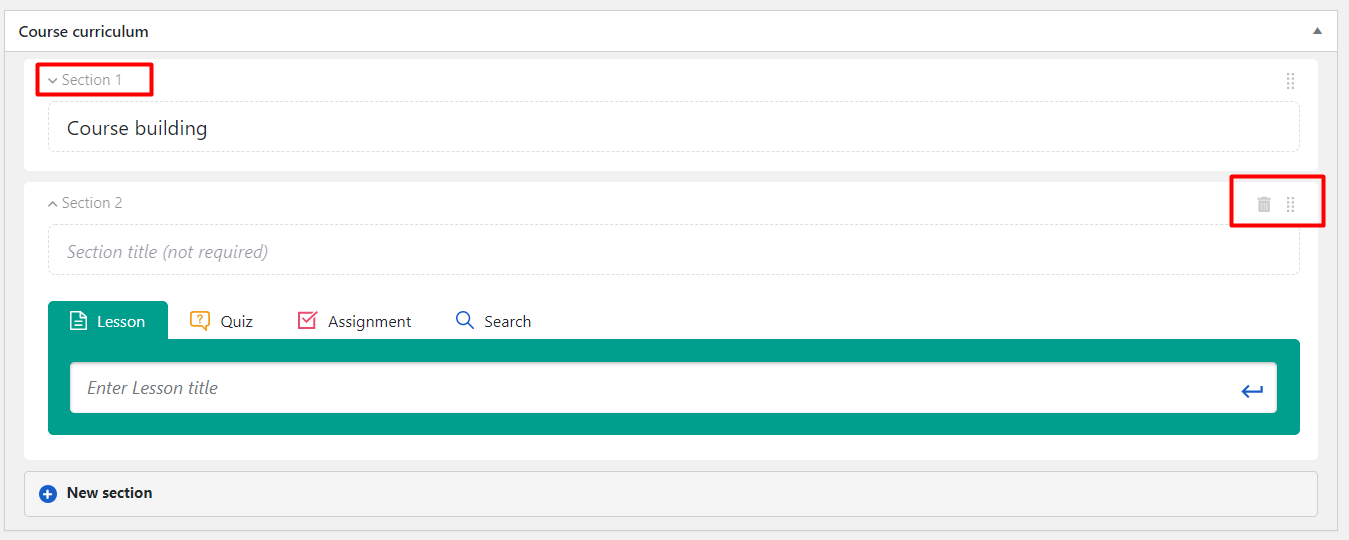 Course curriculum
Section 1
Course building
Section 2
Section title (not required)
Lesson Quiz Assignment Search
Enter Lesson title
New section